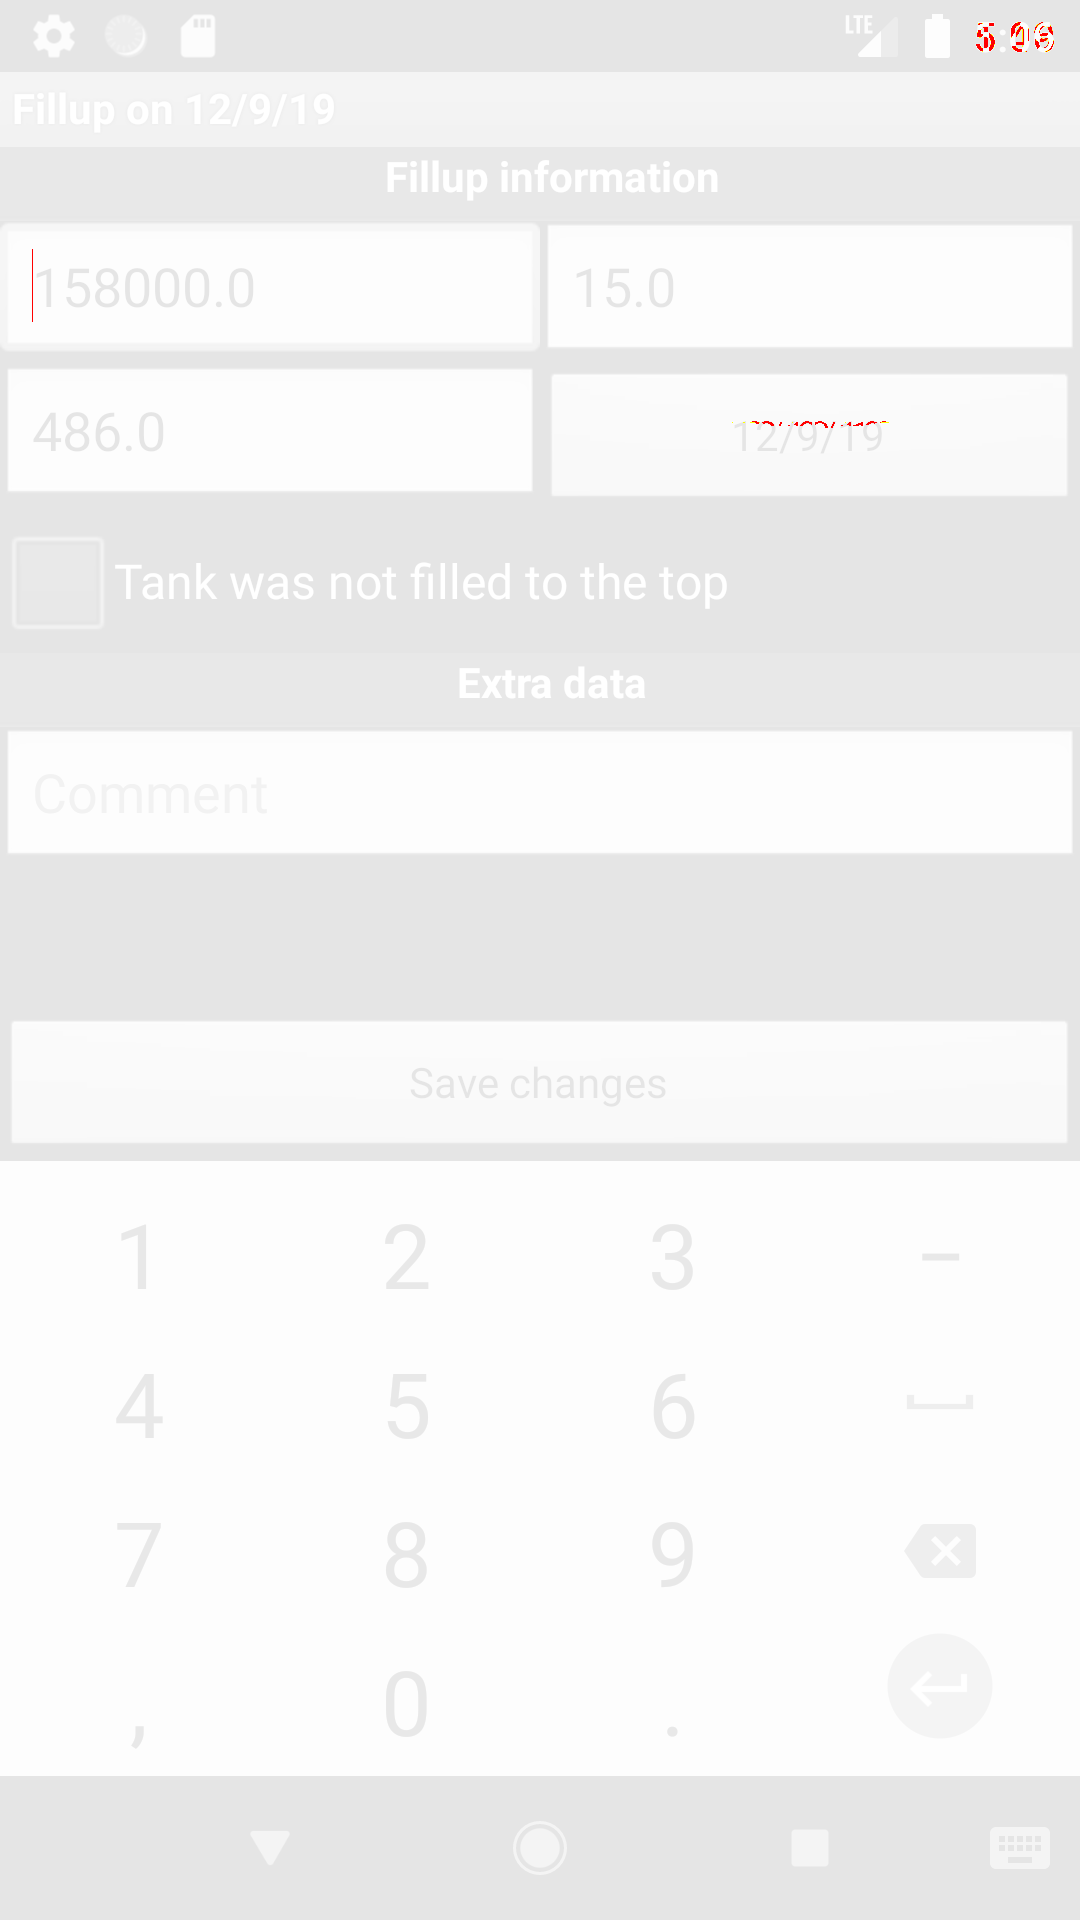 LTE
Fillup on 12/9/19
Fillup information
158000.0 15.0
486.0 12/9/19
Tank was not filled to the top
Extra data
Comment
Save changes
1 2 3 –
4 5 6
7 8 9
, 0 .